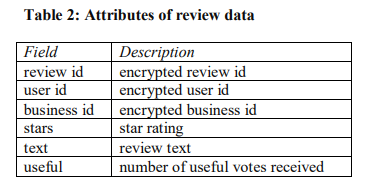 Table 2: Attributes of review data
Field Description
review id encrypted review id
user id encrypted user id
business id encrypted business id
stars star rating
text review text
useful number of useful votes received